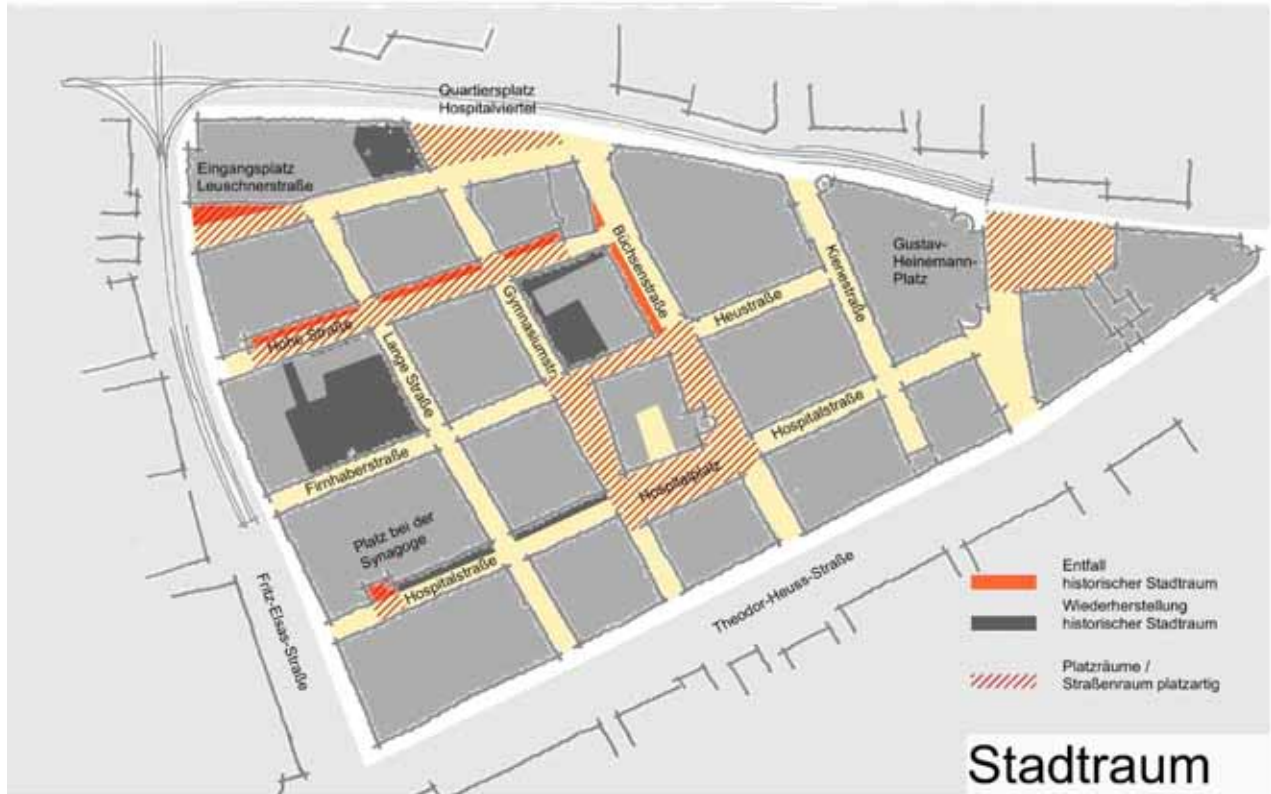 Quartiersplatz
Hospitalviertel
Eingangsplatz
Leuschnerstraße
Büchsenstraße
Kienestraße
Gustav-
Heinemann-
Platz
Heustraße
Hohe Straße
Lange Straße
Gymnasiumstr.
Hospitalstraße
Firnhaberstraße
Hospitalplatz
Platz bei der
Synagoge
Hospitalstraße
Fritz-Elsas-Straße
Theodor-Heuss-Straße
Entfall
historischer Stadtraum
Wiederherstellung
historischer Stadtraum
Platzräume /
Straßenraum platzartig
Stadtraum